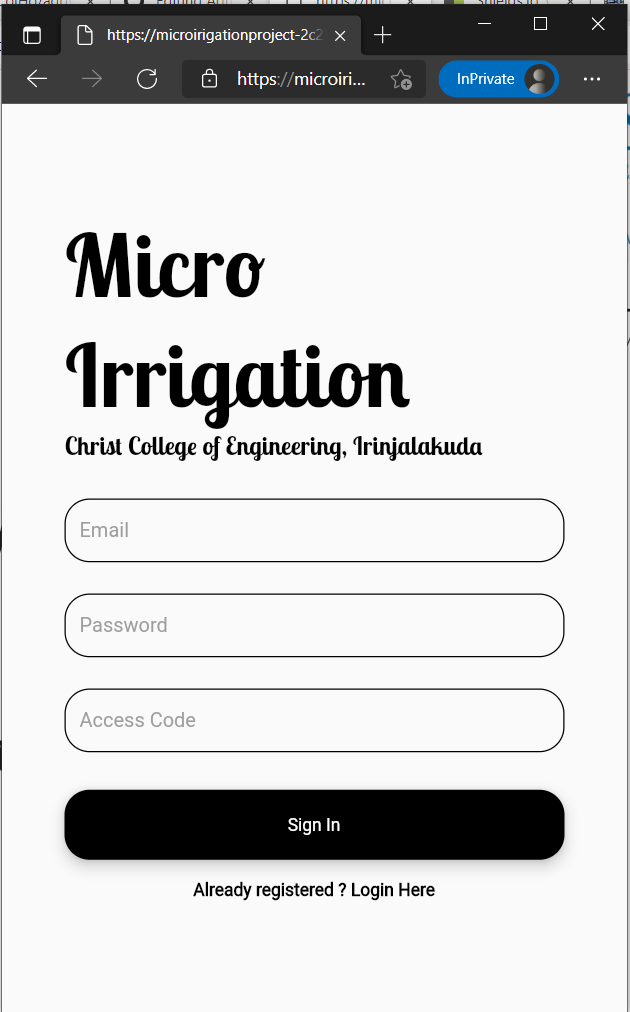 https://microirigationproject-2c2
https://microiri...
InPrivate
Micro
Irrigation
Christ College of Engineering, Irinjalakuda
Email
Password
Access Code
Sign In
Already registered ? Login Here